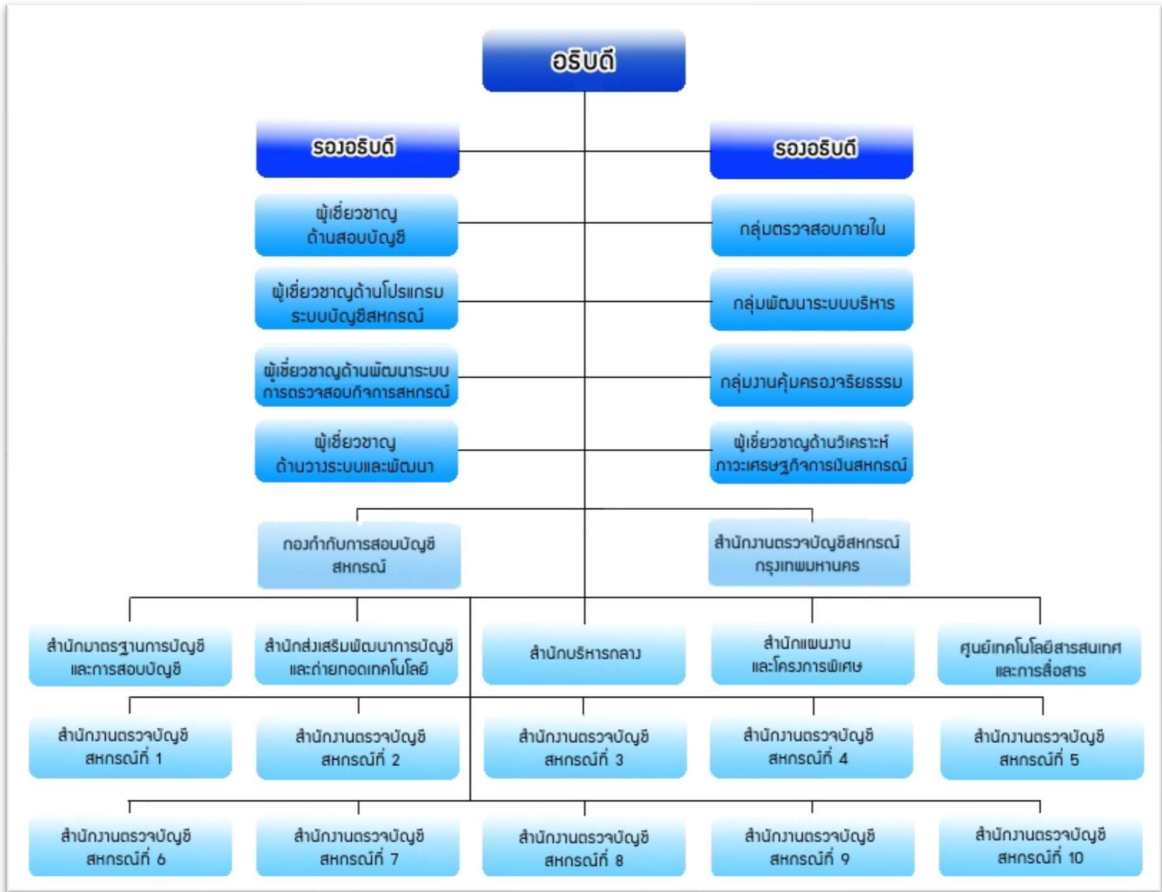 อธิบดี
รองอธิบดี
รองอธิบดี
ผู้เชี่ยวชาญ
ด้านสอบบัญชี
กลุ่มตรวจสอบภายใน
ผู้เชี่ยวชาญด้านโปรแกรม
ระบบบัญชีสหกรณ์
กลุ่มพัฒนาระบบบริหาร
ผู้เชี่ยวชาญด้านพัฒนาระบบ
การตรวจสอบกิจการสหกรณ์
กลุ่มงานคุ้มครองจริยธรรม
ผู้เชี่ยวชาญ
ด้านวางระบบและพัฒนา
ผู้เชี่ยวชาญด้านวิเคราะห์
ภาวะเศรษฐกิจการเงินสหกรณ์
กองกำกับการสอบบัญชี
สหกรณ์
สำนักงานตรวจบัญชีสหกรณ์
กรุงเทพมหานคร
สำนักมาตรฐานการบัญชี
และการสอบบัญชี
สำนักส่งเสริมพัฒนาการบัญชี
และถ่ายทอดเทคโนโลยี
สำนักบริหารกลาง
สำนักแผนงาน
และโครงการพิเศษ
ศูนย์เทคโนโลยีสารสนเทศ
และการสื่อสาร
สำนักงานตรวจบัญชี
สหกรณ์ที่ 1
สำนักงานตรวจบัญชี
สหกรณ์ที่ 2
สำนักงานตรวจบัญชี
สหกรณ์ที่ 3
สำนักงานตรวจบัญชี
สหกรณ์ที่ 4
สำนักงานตรวจบัญชี
สหกรณ์ที่ 5
สำนักงานตรวจบัญชี
สหกรณ์ที่ 6
สำนักงานตรวจบัญชี
สหกรณ์ที่ 7
สำนักงานตรวจบัญชี
สหกรณ์ที่ 8
สำนักงานตรวจบัญชี
สหกรณ์ที่ 9
สำนักงานตรวจบัญชี
สหกรณ์ที่ 10